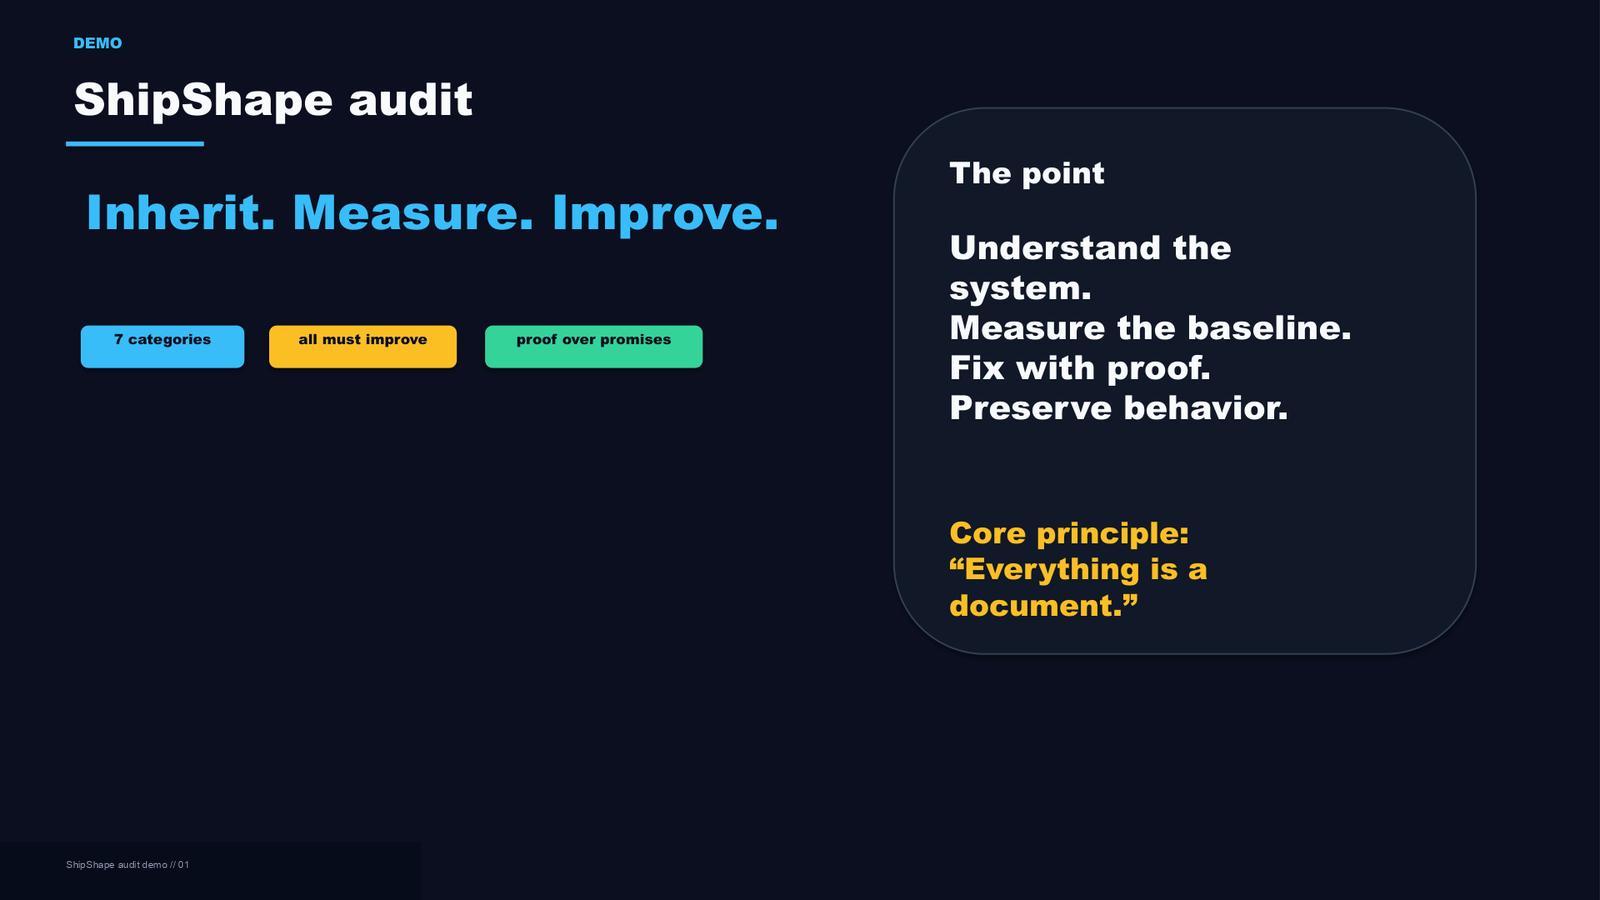 DEMO
ShipShape audit
Inherit. Measure. Improve.
7 categories
all must improve
proof over promises
The point
Understand the
system.
Measure the baseline.
Fix with proof.
Preserve behavior.
Core principle:
“Everything is a
document.”
ShipShape audit demo // 01